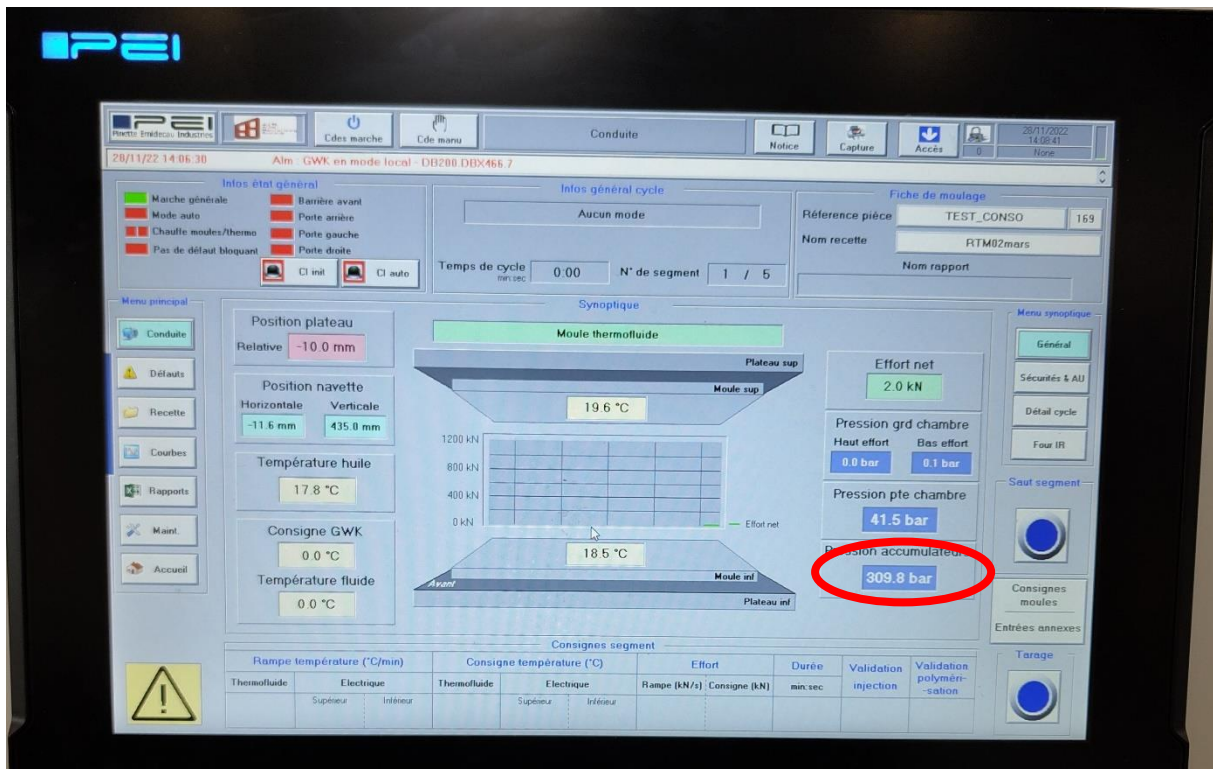 PEI
PEI
Pinette Emidecau Industries
Cdes marche
Cde manu
Conduite
Notice
Capture
Accès
0
28/11/2022
14:08:41
None
28/11/22 14:06:30 Alm : GWK en mode local - DB200.DBX466.7
Infos état général
Marche générale
Barrière avant
Mode auto
Porte arrière
Chauffe moules/thermo
Porte gauche
Pas de défaut bloquant
Porte droite
CI init
CI auto
Infos général cycle
Aucun mode
Temps de cycle
min:sec
0:00
N° de segment
1 / 5
Fiche de moulage
Réference pièce
TEST_CONSO
169
Nom recette
RTM02mars
Nom rapport
Menu principal
Conduite
Défauts
Recette
Courbes
Rapports
Maint.
Accueil
Synoptique
Position plateau
Relative
-10.0 mm
Position navette
Horizontale Verticale
-11.6 mm 435.0 mm
Température huile
17.8 °C
Consigne GWK
0.0 °C
Température fluide
0.0 °C
Moule thermofluide
Plateau sup
Moule sup
19.6 °C
1200 kN
800 kN
400 kN
0 kN
Effort net
18.5 °C
Avant
Moule inf
Plateau inf
Effort net
2.0 kN
Pression grd chambre
Haut effort Bas effort
0.0 bar 0.1 bar
Pression pte chambre
41.5 bar
Pression accumulateur
309.8 bar
Menu synoptique
Général
Sécurités & AU
Détail cycle
Four IR
Saut segment
Consignes moules
Entrées annexes
Tarage
Consignes segment
Rampe température (°C/min)
Consigne température (°C)
Effort
Durée
Validation injection
Validation polyméri-
-sation
Thermofluide
Electrique
Thermofluide
Electrique
Rampe (kN/s)
Consigne (kN)
min:sec
Supérieur Inférieur
Supérieur Inférieur